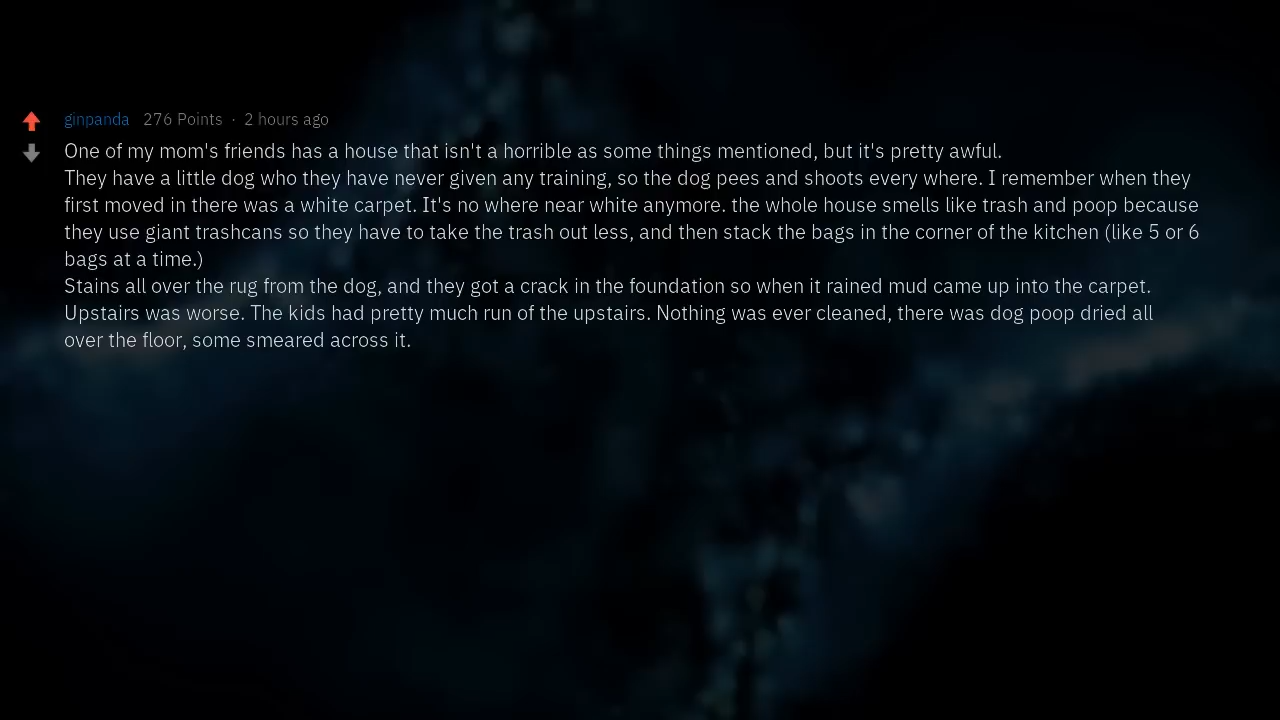 ginpanda 276 Points · 2 hours ago
One of my mom's friends has a house that isn't a horrible as some things mentioned, but it's pretty awful.
They have a little dog who they have never given any training, so the dog pees and shoots every where. I remember when they
first moved in there was a white carpet. It's no where near white anymore. the whole house smells like trash and poop because
they use giant trashcans so they have to take the trash out less, and then stack the bags in the corner of the kitchen (like 5 or 6
bags at a time.)
Stains all over the rug from the dog, and they got a crack in the foundation so when it rained mud came up into the carpet.
Upstairs was worse. The kids had pretty much run of the upstairs. Nothing was ever cleaned, there was dog poop dried all
over the floor, some smeared across it.